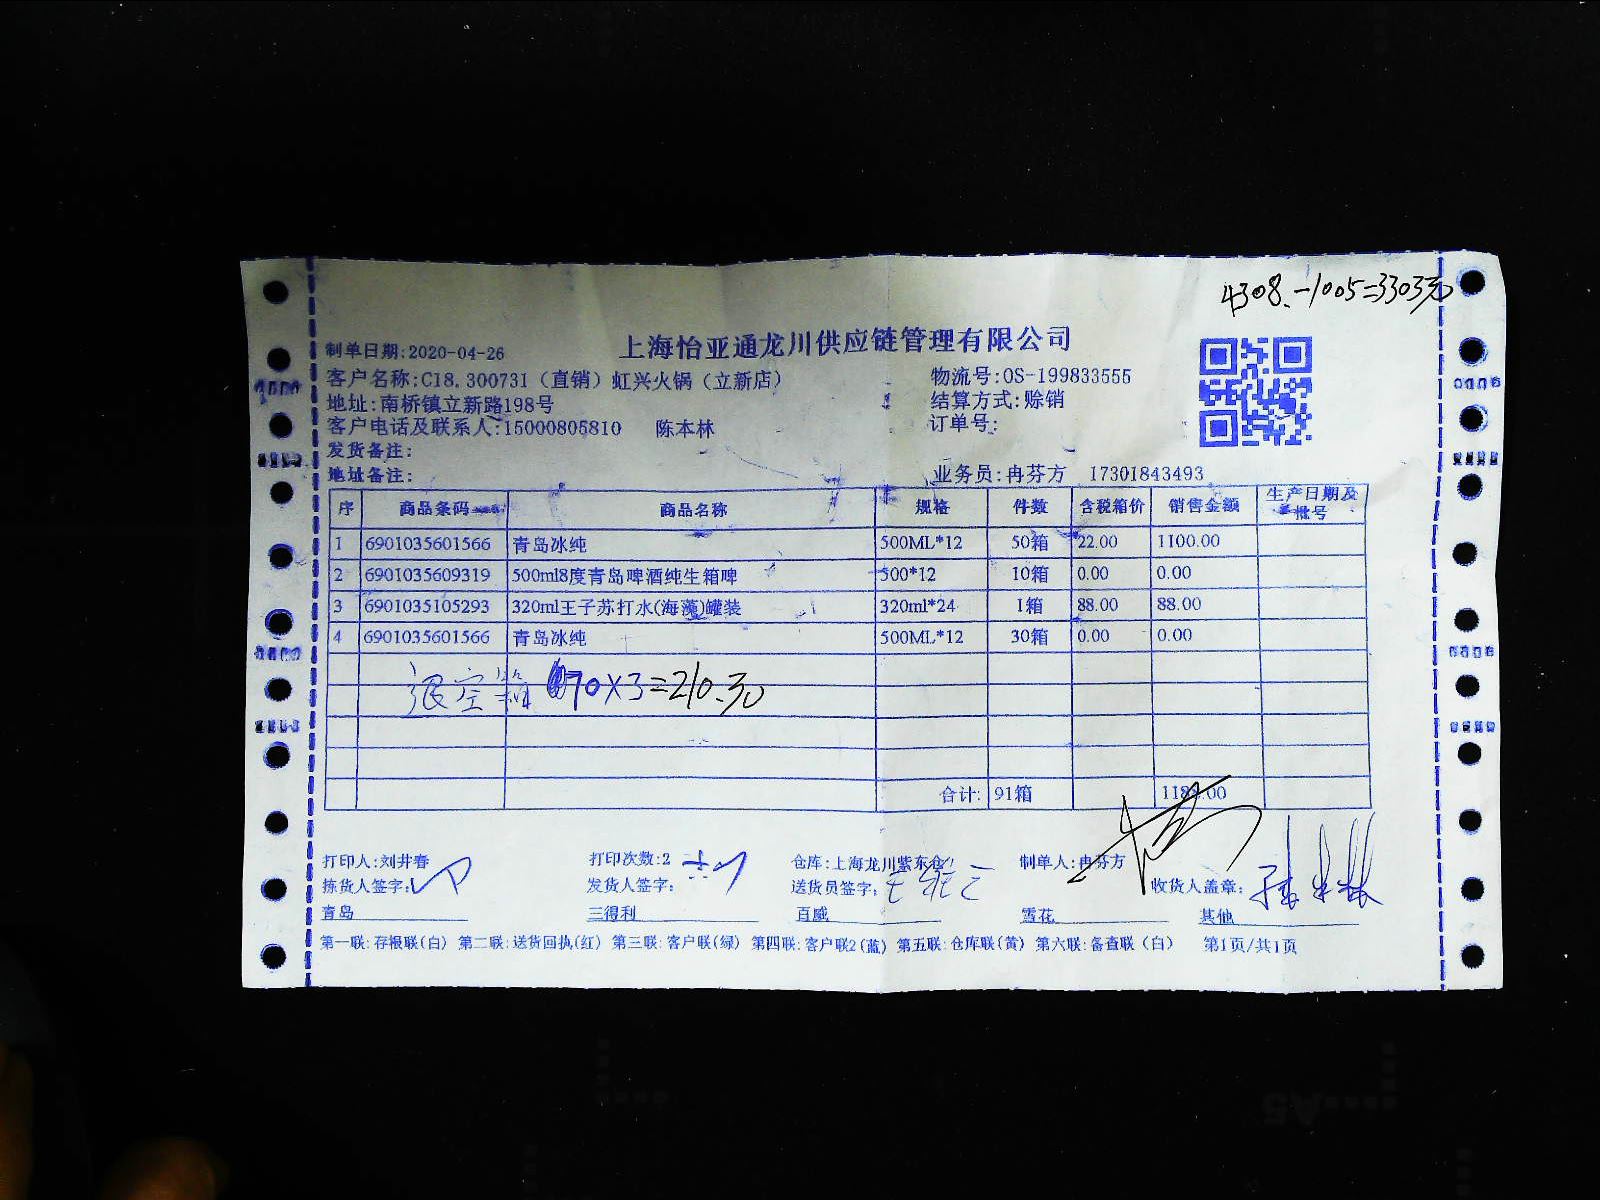 4308.-1005=3303元
上海怡亚通龙川供应链管理有限公司
制单日期:2020-04-26
客户名称:C18.300731（直销）虹兴火锅（立新店） 物流号:OS-199833555
地址:南桥镇立新路198号 结算方式:赊销
客户电话及联系人:15000805810 陈本林 订单号:
发货备注:
地址备注: 业务员:冉芬方 17301843493
序 商品条码 商品名称 规格 件数 含税箱价 销售金额 生产日期及批号
1 6901035601566 青岛冰纯 500ML*12 50箱 22.00 1100.00
2 6901035609319 500ml8度青岛啤酒纯生箱啤 500*12 10箱 0.00 0.00
3 6901035105293 320ml王子苏打水(海藻)罐装 320ml*24 1箱 88.00 88.00
4 6901035601566 青岛冰纯 500ML*12 30箱 0.00 0.00
退空箱 70×3=210.元
合计: 91箱 1188.00
打印人:刘井春 打印次数:2 仓库:上海龙川紫东仓 制单人:冉芬方
拣货人签字: 发货人签字: 送货员签字: 收货人盖章:
青岛 三得利 百威 雪花 其他
第一联:存根联(白) 第二联:送货回执(红) 第三联:客户联(绿) 第四联:客户联2(蓝) 第五联:仓库联(黄) 第六联:备查联（白） 第1页/共1页